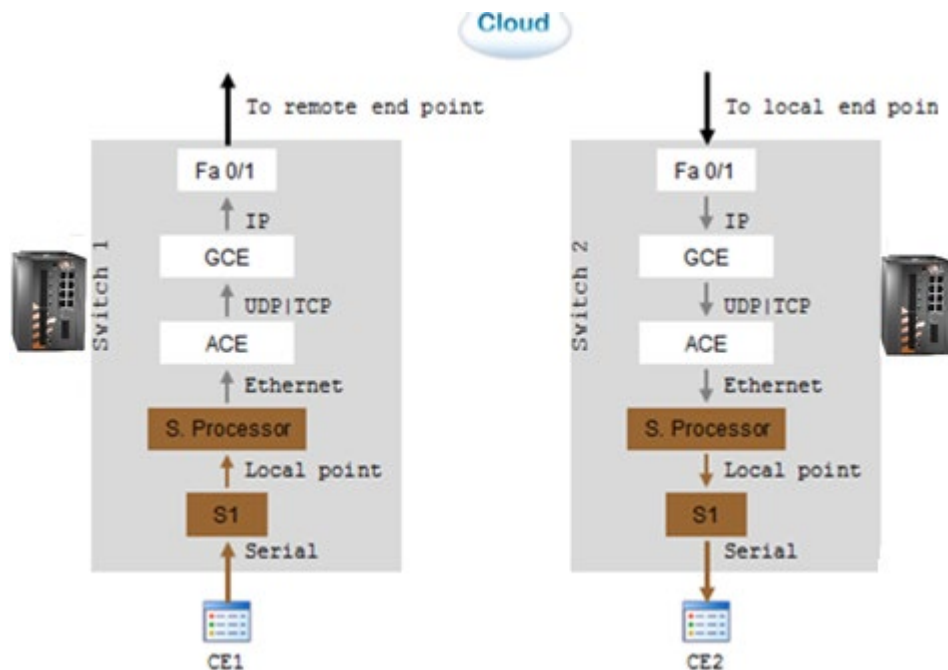 Cloud
To remote end point
To local end poin
Fa 0/1
Fa 0/1
IP
IP
Switch 1
GCE
Switch 2
GCE
UDP|TCP
UDP|TCP
ACE
ACE
Ethernet
Ethernet
S. Processor
S. Processor
Local point
Local point
S1
S1
Serial
Serial
CE1
CE2